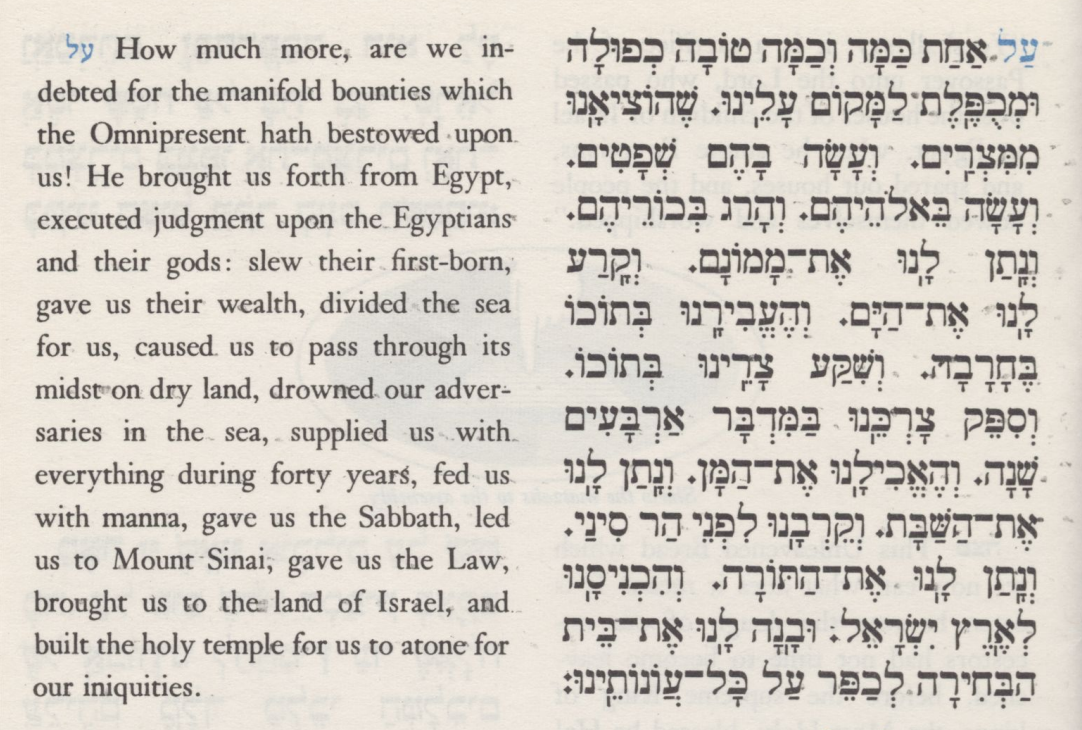 על How much more, are we in-
debted for the manifold bounties which
the Omnipresent hath bestowed upon
us! He brought us forth from Egypt,
executed judgment upon the Egyptians
and their gods: slew their first-born,
gave us their wealth, divided the sea
for us, caused us to pass through its
midst on dry land, drowned our adver-
saries in the sea, supplied us with
everything during forty years, fed us
with manna, gave us the Sabbath, led
us to Mount Sinai, gave us the Law,
brought us to the land of Israel, and
built the holy temple for us to atone for
our iniquities.
עַל אַחַת כַּמָּה וְכַמָּה טוֹבָה כְפוּלָה
וּמְכֻפֶּלֶת לַמָּקוֹם עָלֵינוּ. שֶׁהוֹצִיאָנוּ
מִמִּצְרַיִם. וְעָשָׂה בָהֶם שְׁפָטִים.
וְעָשָׂה בֵאלֹהֵיהֶם. וְהָרַג בְּכוֹרֵיהֶם.
וְנָתַן לָנוּ אֶת־מָמוֹנָם. וְקָרַע
לָנוּ אֶת־הַיָּם. וְהֶעֱבִירָנוּ בְתוֹכוֹ
בֶּחָרָבָה. וְשִׁקַּע צָרֵינוּ בְּתוֹכוֹ.
וְסִפֵּק צָרְכֵּנוּ בַּמִּדְבָּר אַרְבָּעִים
שָׁנָה. וְהֶאֱכִילָנוּ אֶת־הַמָּן. וְנָתַן לָנוּ
אֶת־הַשַּׁבָּת. וְקֵרְבָנוּ לִפְנֵי הַר סִינַי.
וְנָתַן לָנוּ אֶת־הַתּוֹרָה. וְהִכְנִיסָנוּ
לְאֶרֶץ יִשְׂרָאֵל: וּבָנָה לָנוּ אֶת־בֵּית
הַבְּחִירָה לְכַפֵּר עַל כָּל־עֲוֹנוֹתֵינוּ: